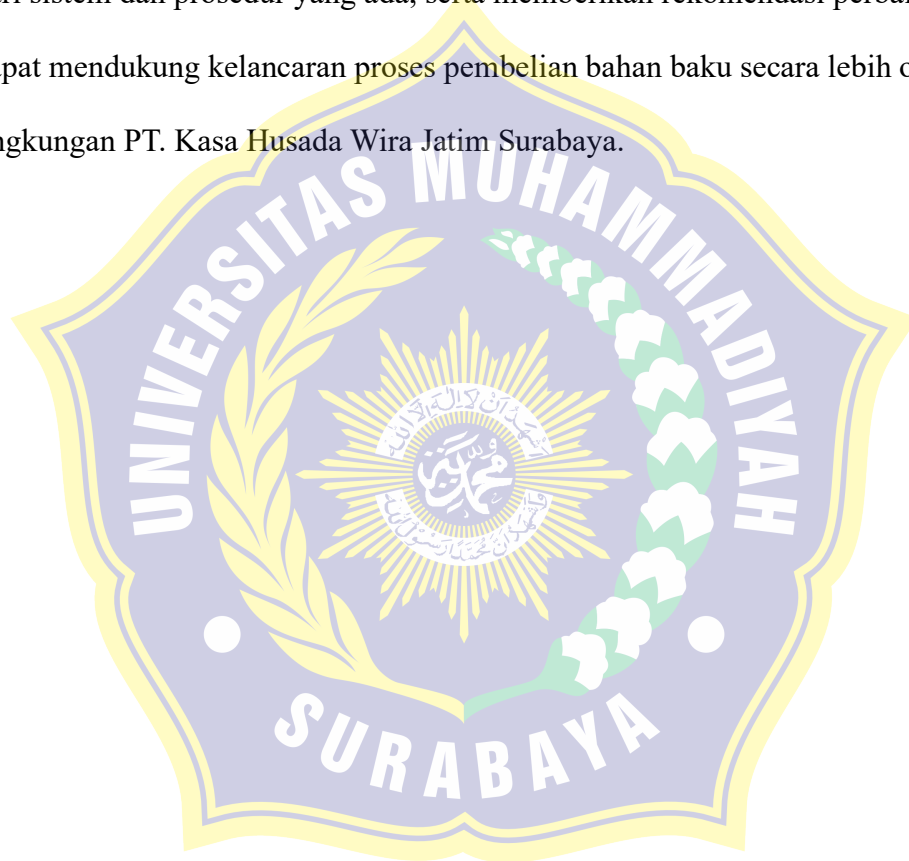 ri sistem dan prosedur yang ada, serta memberikan rekomendasi
pat mendukung kelancaran proses pembelian bahan baku secara lebih
ngkungan PT. Kasa Husada Wira Jatim Surabaya.
UNIVERSITAS MUHAMMADIYAH
SURABAYA